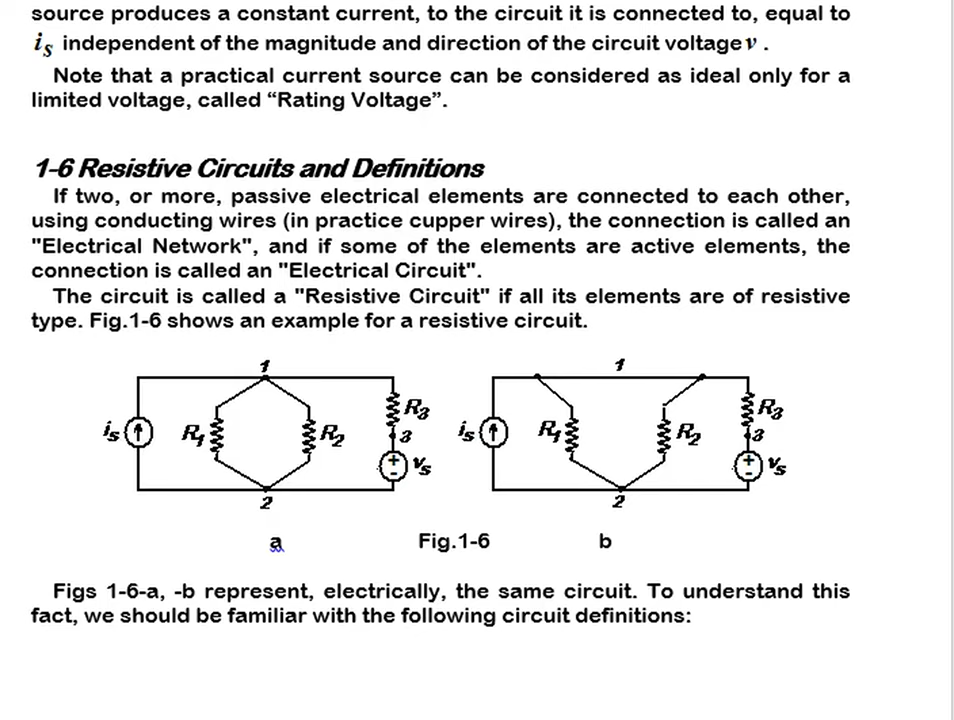 source produces a constant current, to the circuit it is connected to, equal to
is independent of the magnitude and direction of the circuit voltage v .
Note that a practical current source can be considered as ideal only for a
limited voltage, called “Rating Voltage”.
1-6 Resistive Circuits and Definitions
If two, or more, passive electrical elements are connected to each other,
using conducting wires (in practice cupper wires), the connection is called an
"Electrical Network", and if some of the elements are active elements, the
connection is called an "Electrical Circuit".
The circuit is called a "Resistive Circuit" if all its elements are of resistive
type. Fig.1-6 shows an example for a resistive circuit.
1 1
is R1 R2 R3 3 + - vs is R1 R2 R3 3 + - vs
2 2
a Fig.1-6 b
Figs 1-6-a, -b represent, electrically, the same circuit. To understand this
fact, we should be familiar with the following circuit definitions: